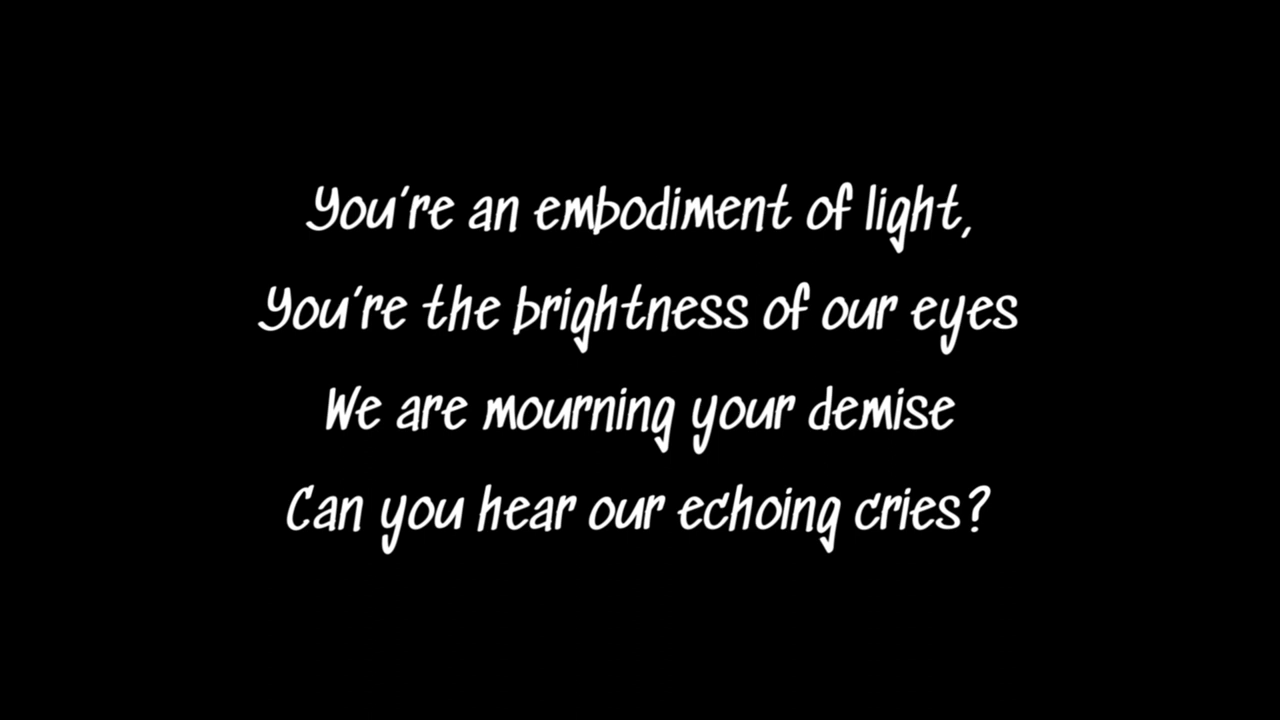 You're an embodiment of light,
You're the brightness of our eyes
We are mourning your demise
Can you hear our echoing cries?